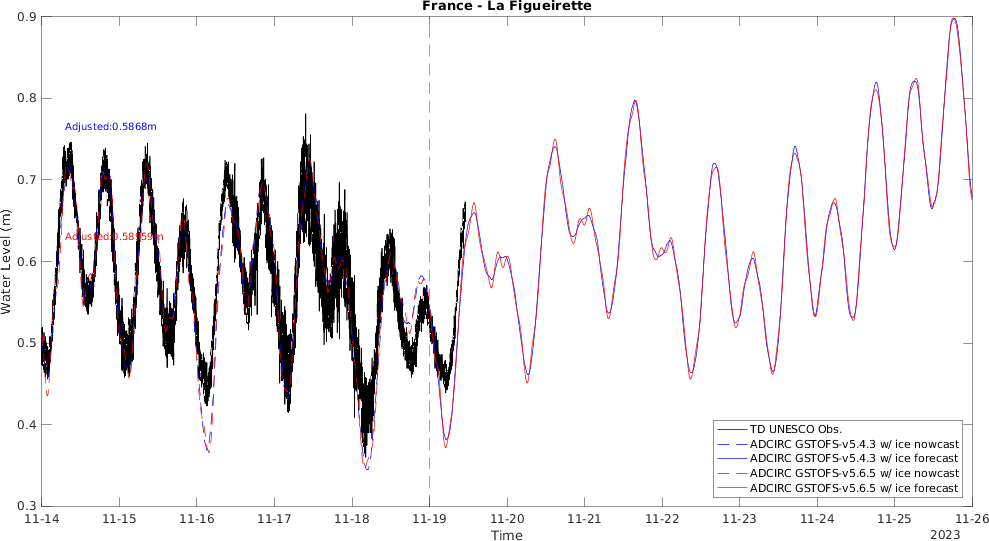 France - La Figueirette
0.9
0.8
0.7
0.6
0.5
0.4
0.3
Water Level (m)
Adjusted:0.5868m
TD UNESCO Obs.
ADCIRC GSTOFS-v5.4.3 w/ ice nowcast
ADCIRC GSTOFS-v5.4.3 w/ ice forecast
ADCIRC GSTOFS-v5.6.5 w/ ice nowcast
ADCIRC GSTOFS-v5.6.5 w/ ice forecast
11-14 11-15 11-16 11-17 11-18 11-19 11-20 11-21 11-22 11-23 11-24 11-25 11-26
Time
2023